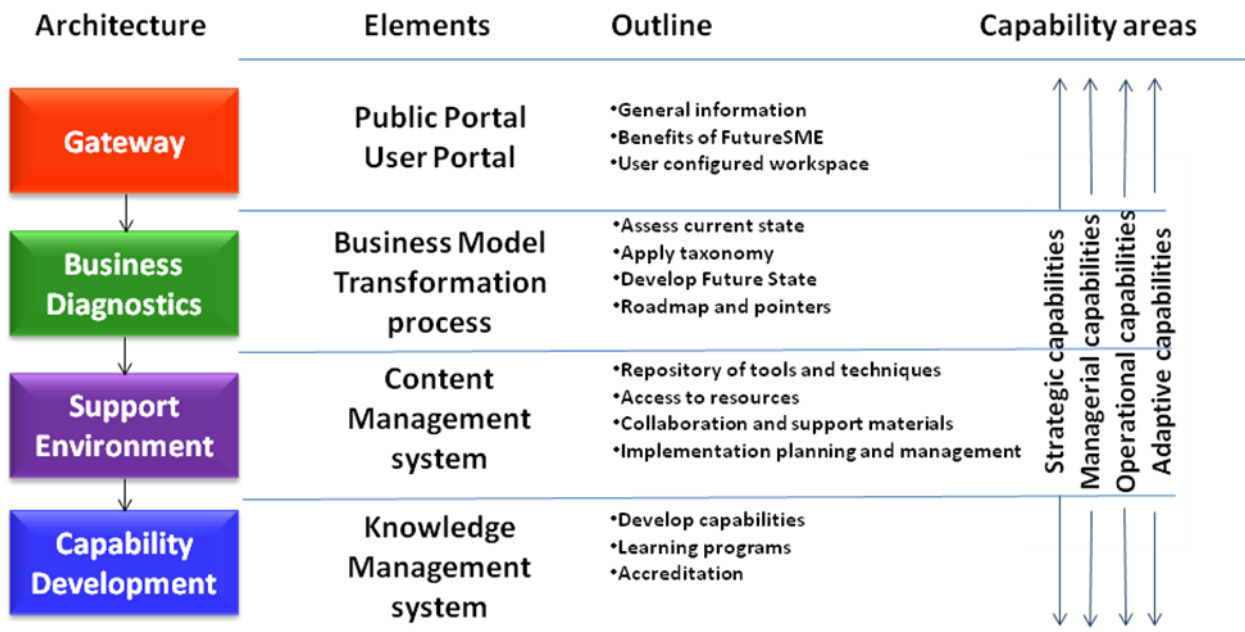 Architecture
Elements
Outline
Capability areas
Gateway
Public Portal
User Portal
•General information
•Benefits of FutureSME
•User configured workspace
Business
Diagnostics
Business Model
Transformation
process
•Assess current state
•Apply taxonomy
•Develop Future State
•Roadmap and pointers
Support
Environment
Content
Management
system
•Repository of tools and techniques
•Access to resources
•Collaboration and support materials
•Implementation planning and management
Capability
Development
Knowledge
Management
system
•Develop capabilities
•Learning programs
•Accreditation
Strategic capabilities
Managerial capabilities
Operational capabilities
Adaptive capabilities